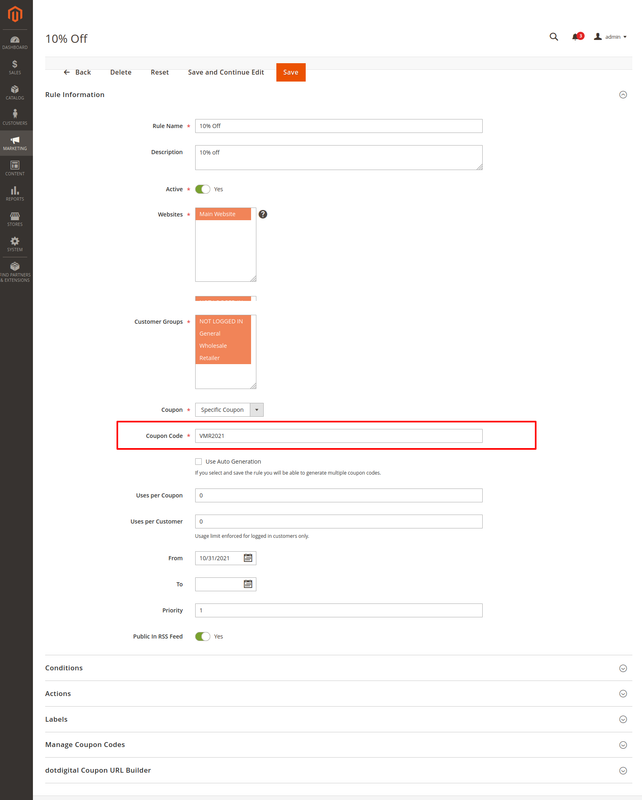 10% Off
3
admin
DASHBOARD
SALES
CATALOG
CUSTOMERS
MARKETING
CONTENT
REPORTS
STORES
SYSTEM
FIND PARTNERS
& EXTENSIONS
Back
Delete
Reset
Save and Continue Edit
Save
Rule Information
Rule Name *
10% Off
Description
10% off
Active *
Yes
Websites *
Main Website
?
Customer Groups *
NOT LOGGED IN
General
Wholesale
Retailer
Coupon *
Specific Coupon
Coupon Code *
VMR2021
Use Auto Generation
If you select and save the rule you will be able to generate multiple coupon codes.
Uses per Coupon
0
Uses per Customer
0
Usage limit enforced for logged in customers only.
From
10/31/2021
To
Priority
1
Public In RSS Feed
Yes
Conditions
Actions
Labels
Manage Coupon Codes
dotdigital Coupon URL Builder